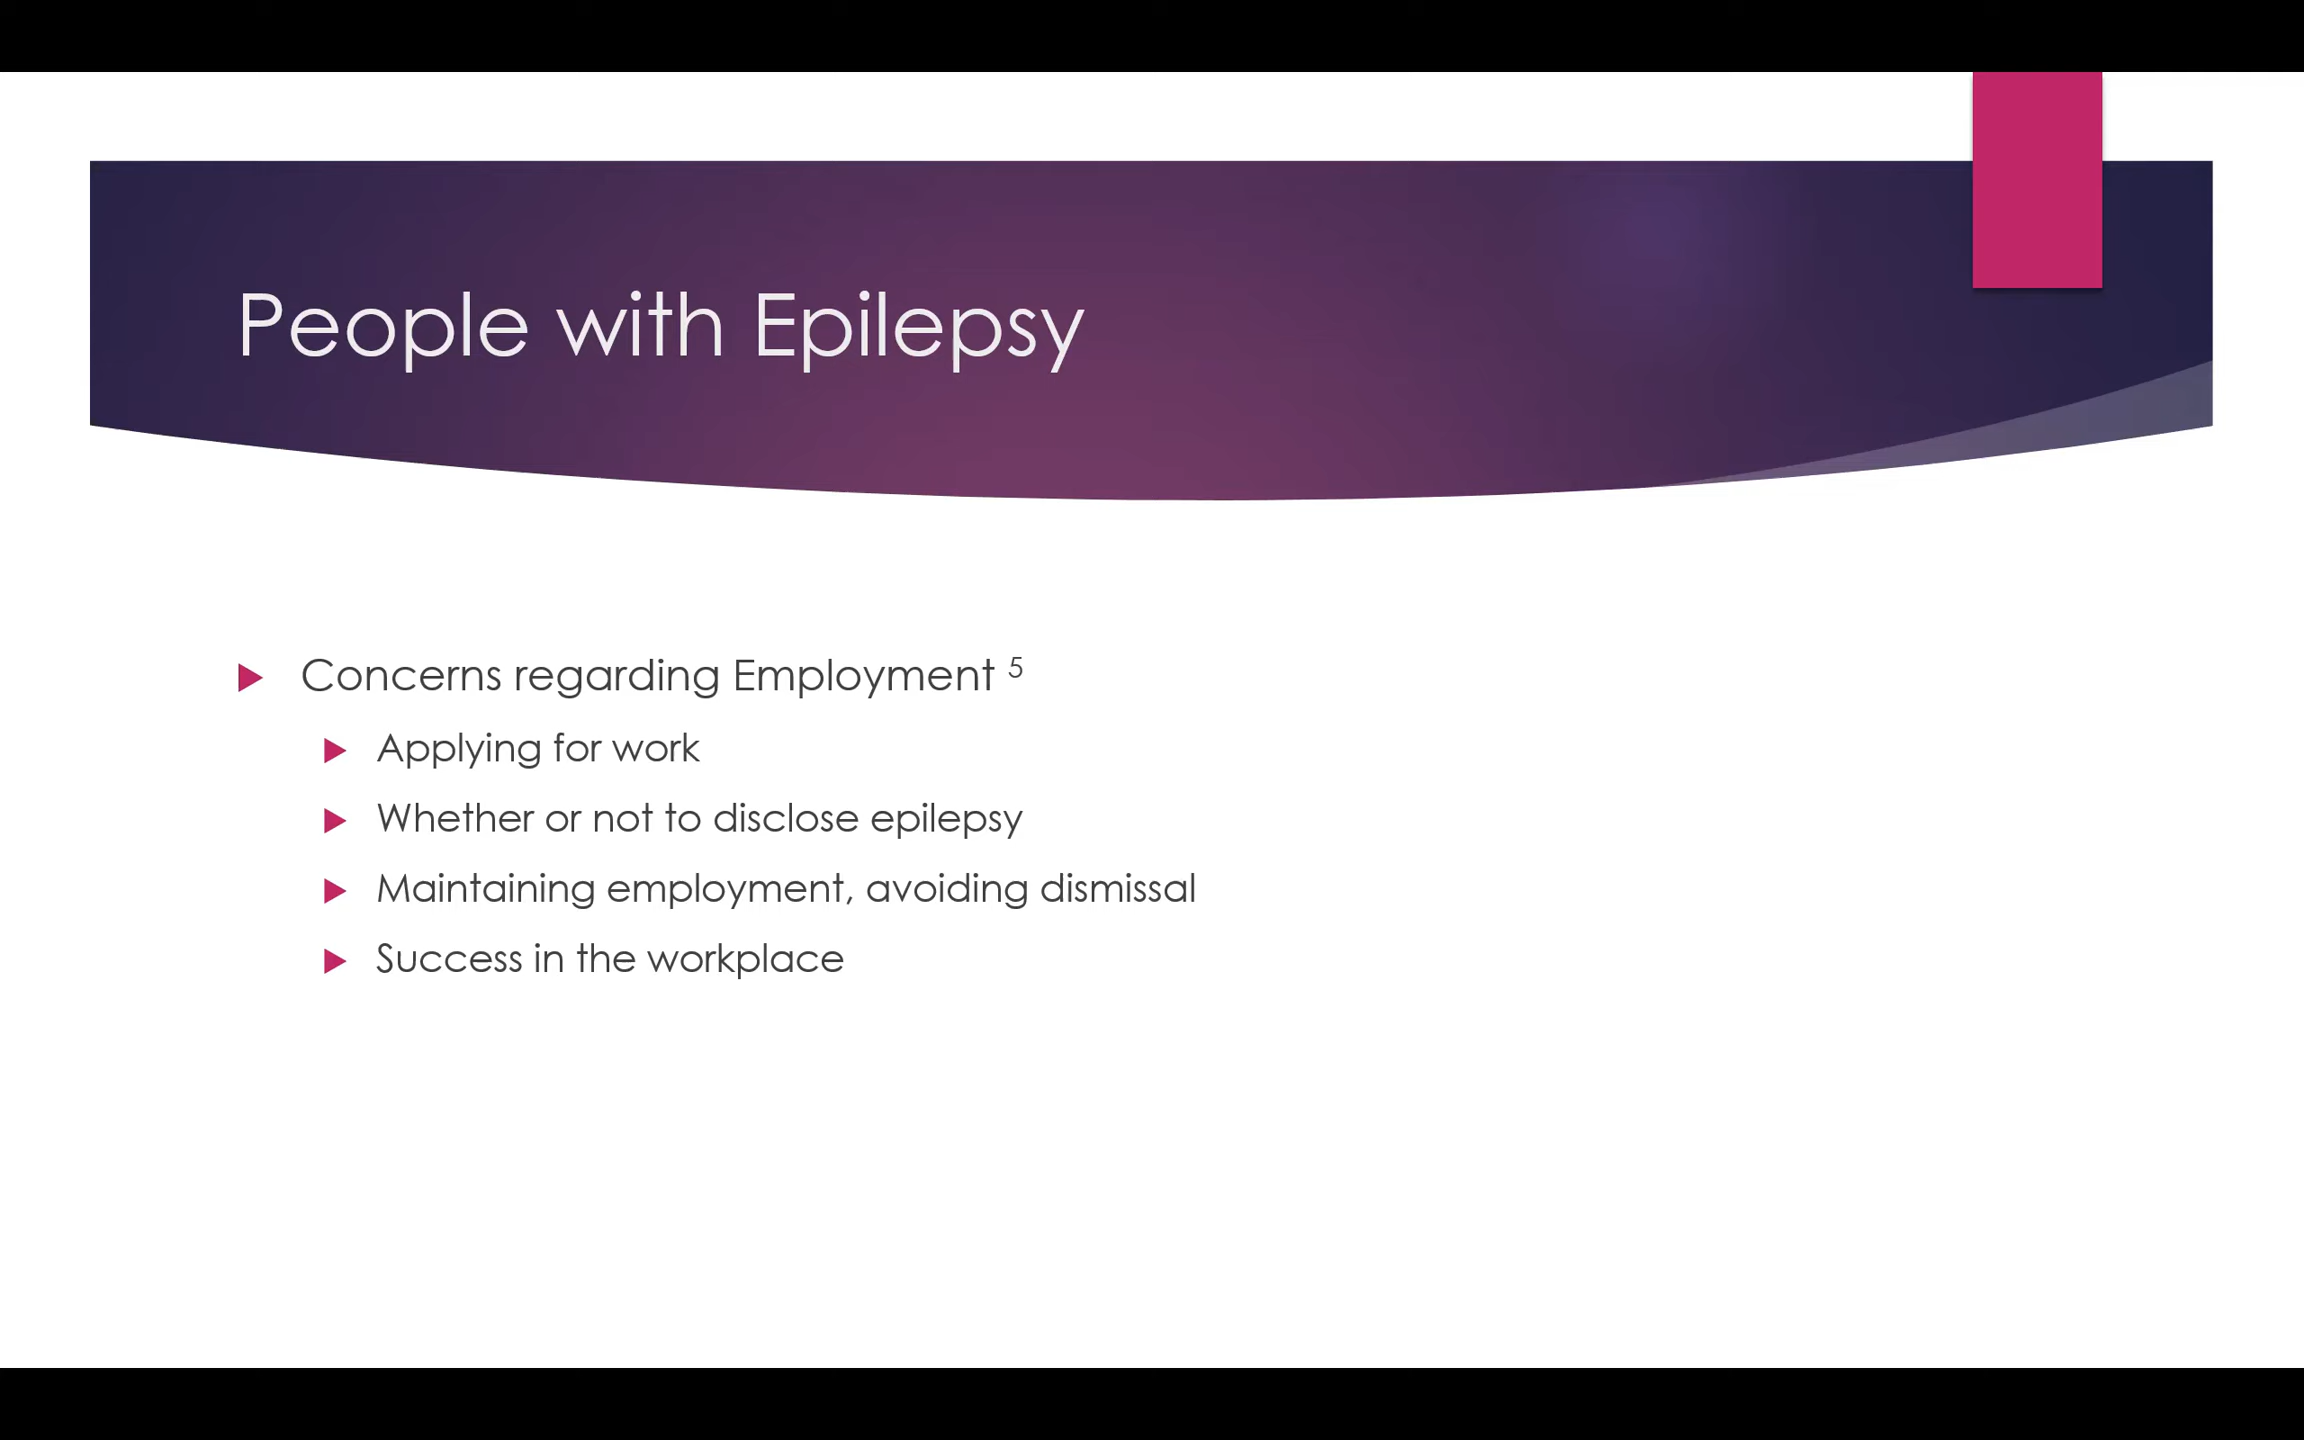 People with Epilepsy
Concerns regarding Employment ⁵
Applying for work
Whether or not to disclose epilepsy
Maintaining employment, avoiding dismissal
Success in the workplace